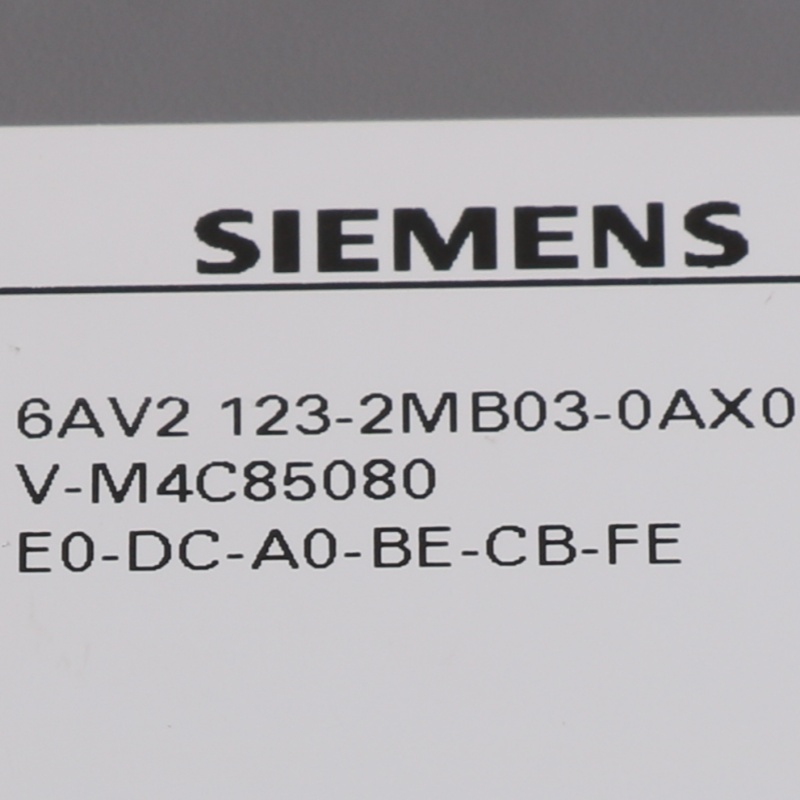 SIEMENS
6AV2 123-2MB03-0AX0
V-M4C85080
E0-DC-A0-BE-CB-FE